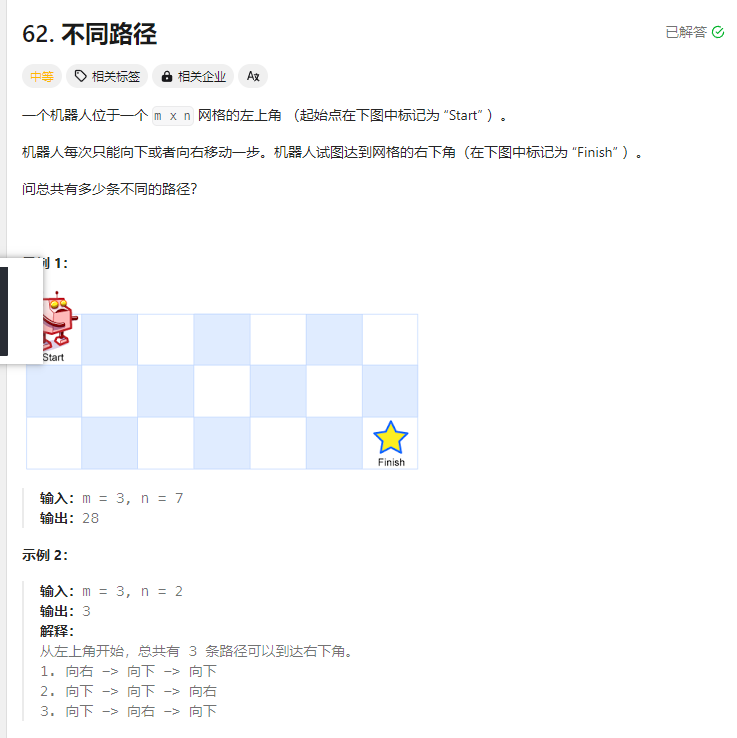 62. 不同路径
已解答
中等
相关标签
相关企业
Aあ
一个机器人位于一个 m x n 网格的左上角 （起始点在下图中标记为 “Start” ）。
机器人每次只能向下或者向右移动一步。机器人试图达到网格的右下角（在下图中标记为 “Finish” ）。
问总共有多少条不同的路径？
例 1：
Start
Finish
输入：m = 3, n = 7
输出：28
示例 2：
输入：m = 3, n = 2
输出：3
解释：
从左上角开始，总共有 3 条路径可以到达右下角。
1. 向右 -> 向下 -> 向下
2. 向下 -> 向下 -> 向右
3. 向下 -> 向右 -> 向下